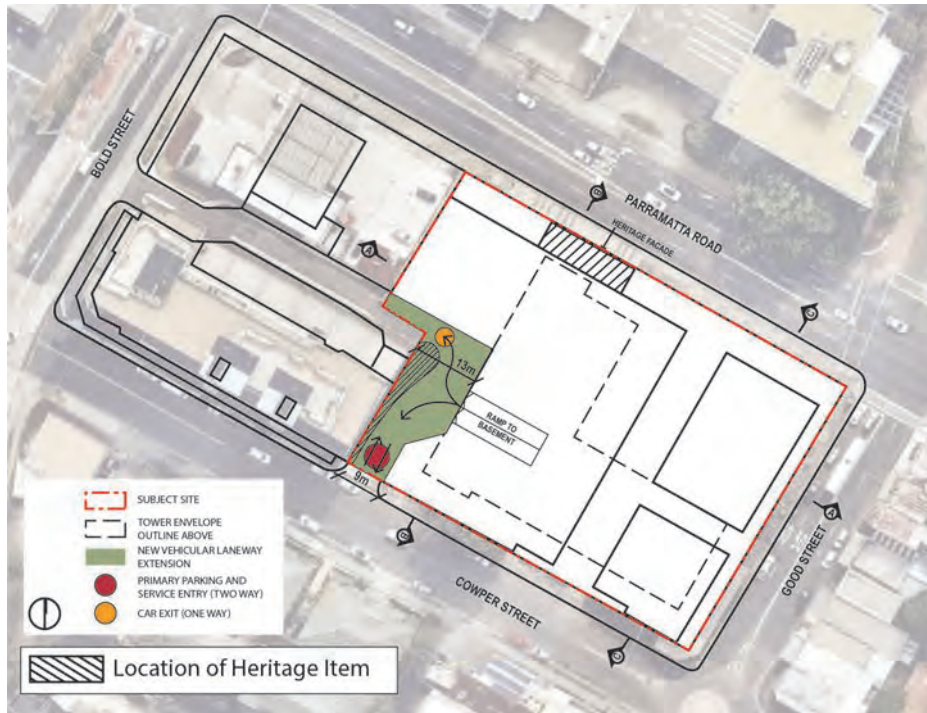 BOLD STREET
B
PARRAMATTA ROAD
HERITAGE FACADE
A
C
13m
RAMP TO
BASEMENT
9m
B
A
GOOD STREET
COWPER STREET
C
SUBJECT SITE
TOWER ENVELOPE
OUTLINE ABOVE
NEW VEHICULAR LANEWAY
EXTENSION
PRIMARY PARKING AND
SERVICE ENTRY (TWO WAY)
CAR EXIT (ONE WAY)
Location of Heritage Item